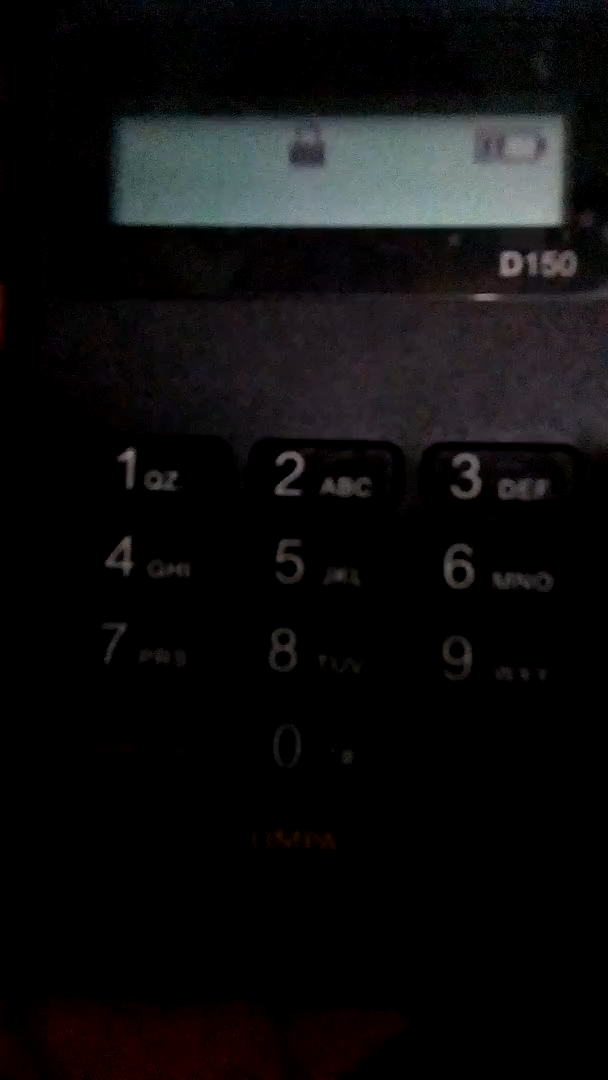 D150
1 QZ 2 ABC 3 DEF
4 GHI 5 JKL 6 MNO
7 PRS 8 TUV 9 WXY
0